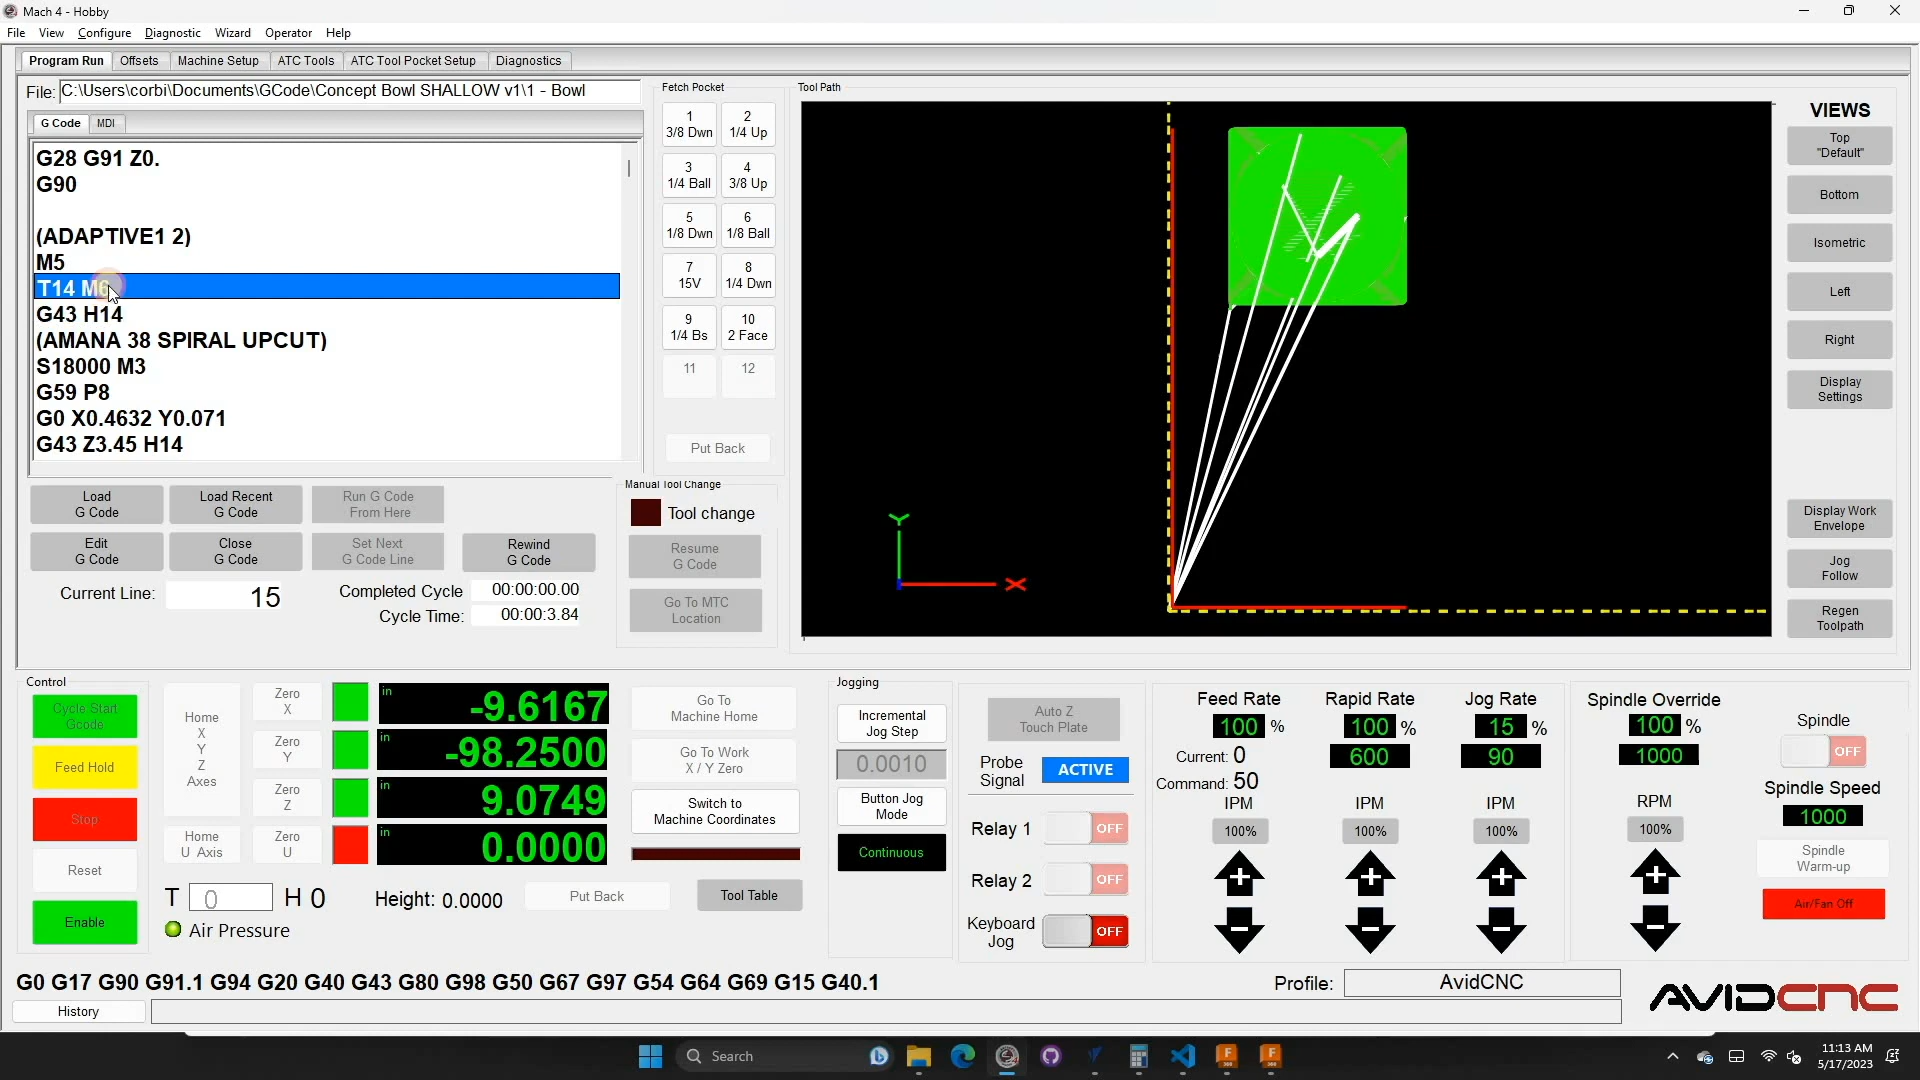 Mach 4 - Hobby
File View Configure Diagnostic Wizard Operator Help
Program Run Offsets Machine Setup ATC Tools ATC Tool Pocket Setup Diagnostics
File: C:\Users\corbi\Documents\GCode\Concept Bowl SHALLOW v1\1 - Bowl
G Code MDI
G28 G91 Z0.
G90
(ADAPTIVE1 2)
M5
T14 M6
G43 H14
(AMANA 38 SPIRAL UPCUT)
S18000 M3
G59 P8
G0 X0.4632 Y0.071
G43 Z3.45 H14
Fetch Pocket
1
3/8 Dwn
2
1/4 Up
3
1/4 Ball
4
3/8 Up
5
1/8 Dwn
6
1/8 Ball
7
15V
8
1/4 Dwn
9
1/4 Bs
10
2 Face
11
12
Put Back
Tool Path
Y
X
VIEWS
Top
"Default"
Bottom
Isometric
Left
Right
Display
Settings
Display Work
Envelope
Jog
Follow
Regen
Toolpath
Load
G Code
Load Recent
G Code
Run G Code
From Here
Edit
G Code
Close
G Code
Set Next
G Code Line
Rewind
G Code
Current Line: 15
Completed Cycle 00:00:00.00
Cycle Time: 00:00:3.84
Manual Tool Change
Tool change
Resume
G Code
Go To MTC
Location
Control
Cycle Start
Gcode
Feed Hold
Stop
Reset
Enable
Home
X
Y
Z
Axes
Home
U Axis
Zero
X
Zero
Y
Zero
Z
Zero
U
in -9.6167
in -98.2500
in 9.0749
in 0.0000
Go To
Machine Home
Go To Work
X / Y Zero
Switch to
Machine Coordinates
T 0 H 0 Height: 0.0000 Put Back Tool Table
Air Pressure
Jogging
Incremental
Jog Step
0.0010
Button Jog
Mode
Continuous
Auto Z
Touch Plate
Probe
Signal
ACTIVE
Relay 1 OFF
Relay 2 OFF
Keyboard
Jog
OFF
Feed Rate
100 %
Current: 0
Command: 50
IPM
100%
+
-
Rapid Rate
100 %
600
IPM
100%
+
-
Jog Rate
15 %
90
IPM
100%
+
-
Spindle Override
100 %
1000
RPM
100%
+
-
Spindle
OFF
Spindle Speed
1000
Spindle
Warm-up
Air/Fan Off
G0 G17 G90 G91.1 G94 G20 G40 G43 G80 G98 G50 G67 G97 G54 G64 G69 G15 G40.1
Profile: AvidCNC
AVIDCNC
History
Search
11:13 AM
5/17/2023